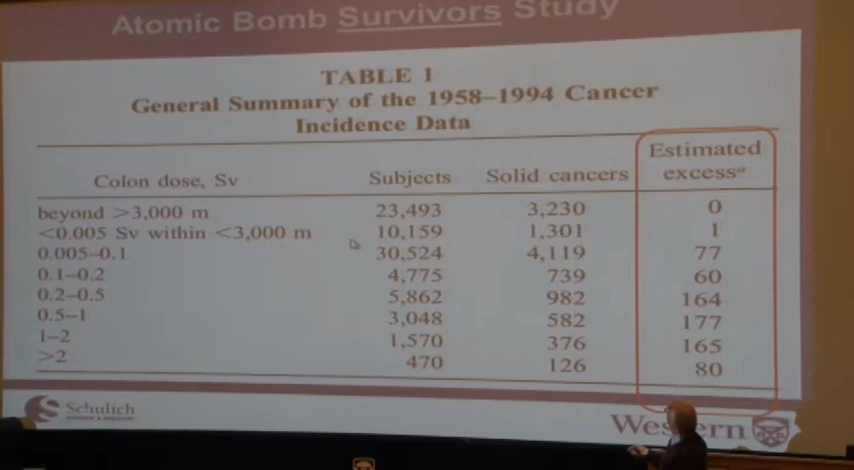 Atomic Bomb Survivors Study
TABLE 1
General Summary of the 1958–1994 Cancer
Incidence Data
Colon dose, Sv Subjects Solid cancers Estimated excessᵃ
beyond >3,000 m 23,493 3,230 0
<0.005 Sv within <3,000 m 10,159 1,301 1
0.005–0.1 30,524 4,119 77
0.1–0.2 4,775 739 60
0.2–0.5 5,862 982 164
0.5–1 3,048 582 177
1–2 1,570 376 165
>2 470 126 80
Schulich
Western